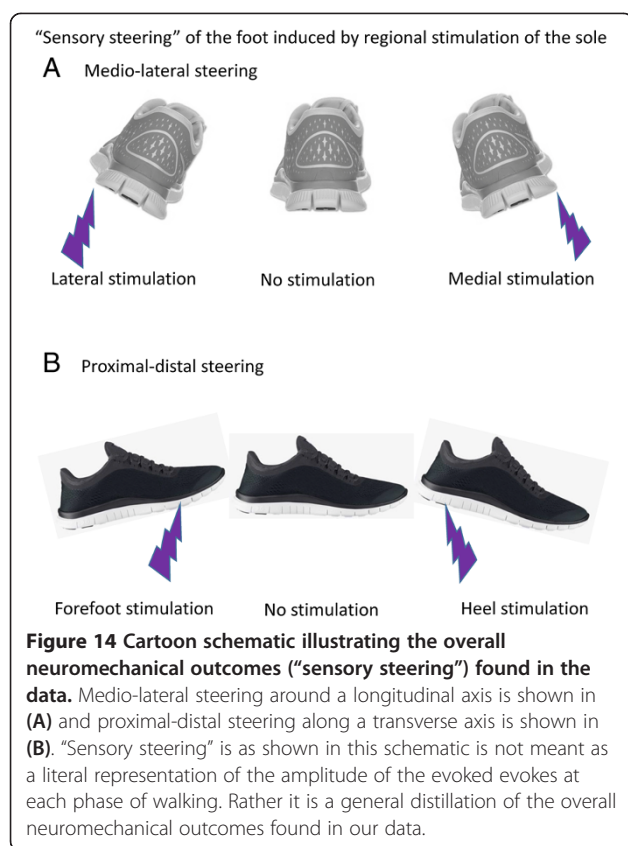 “Sensory steering” of the foot induced by regional stimulation of the sole
A Medio-lateral steering
Lateral stimulation No stimulation Medial stimulation
B Proximal-distal steering
Forefoot stimulation No stimulation Heel stimulation
Figure 14 Cartoon schematic illustrating the overall
neuromechanical outcomes (“sensory steering”) found in the
data. Medio-lateral steering around a longitudinal axis is shown in
(A) and proximal-distal steering along a transverse axis is shown in
(B). “Sensory steering” is as shown in this schematic is not meant as
a literal representation of the amplitude of the evoked evokes at
each phase of walking. Rather it is a general distillation of the overall
neuromechanical outcomes found in our data.